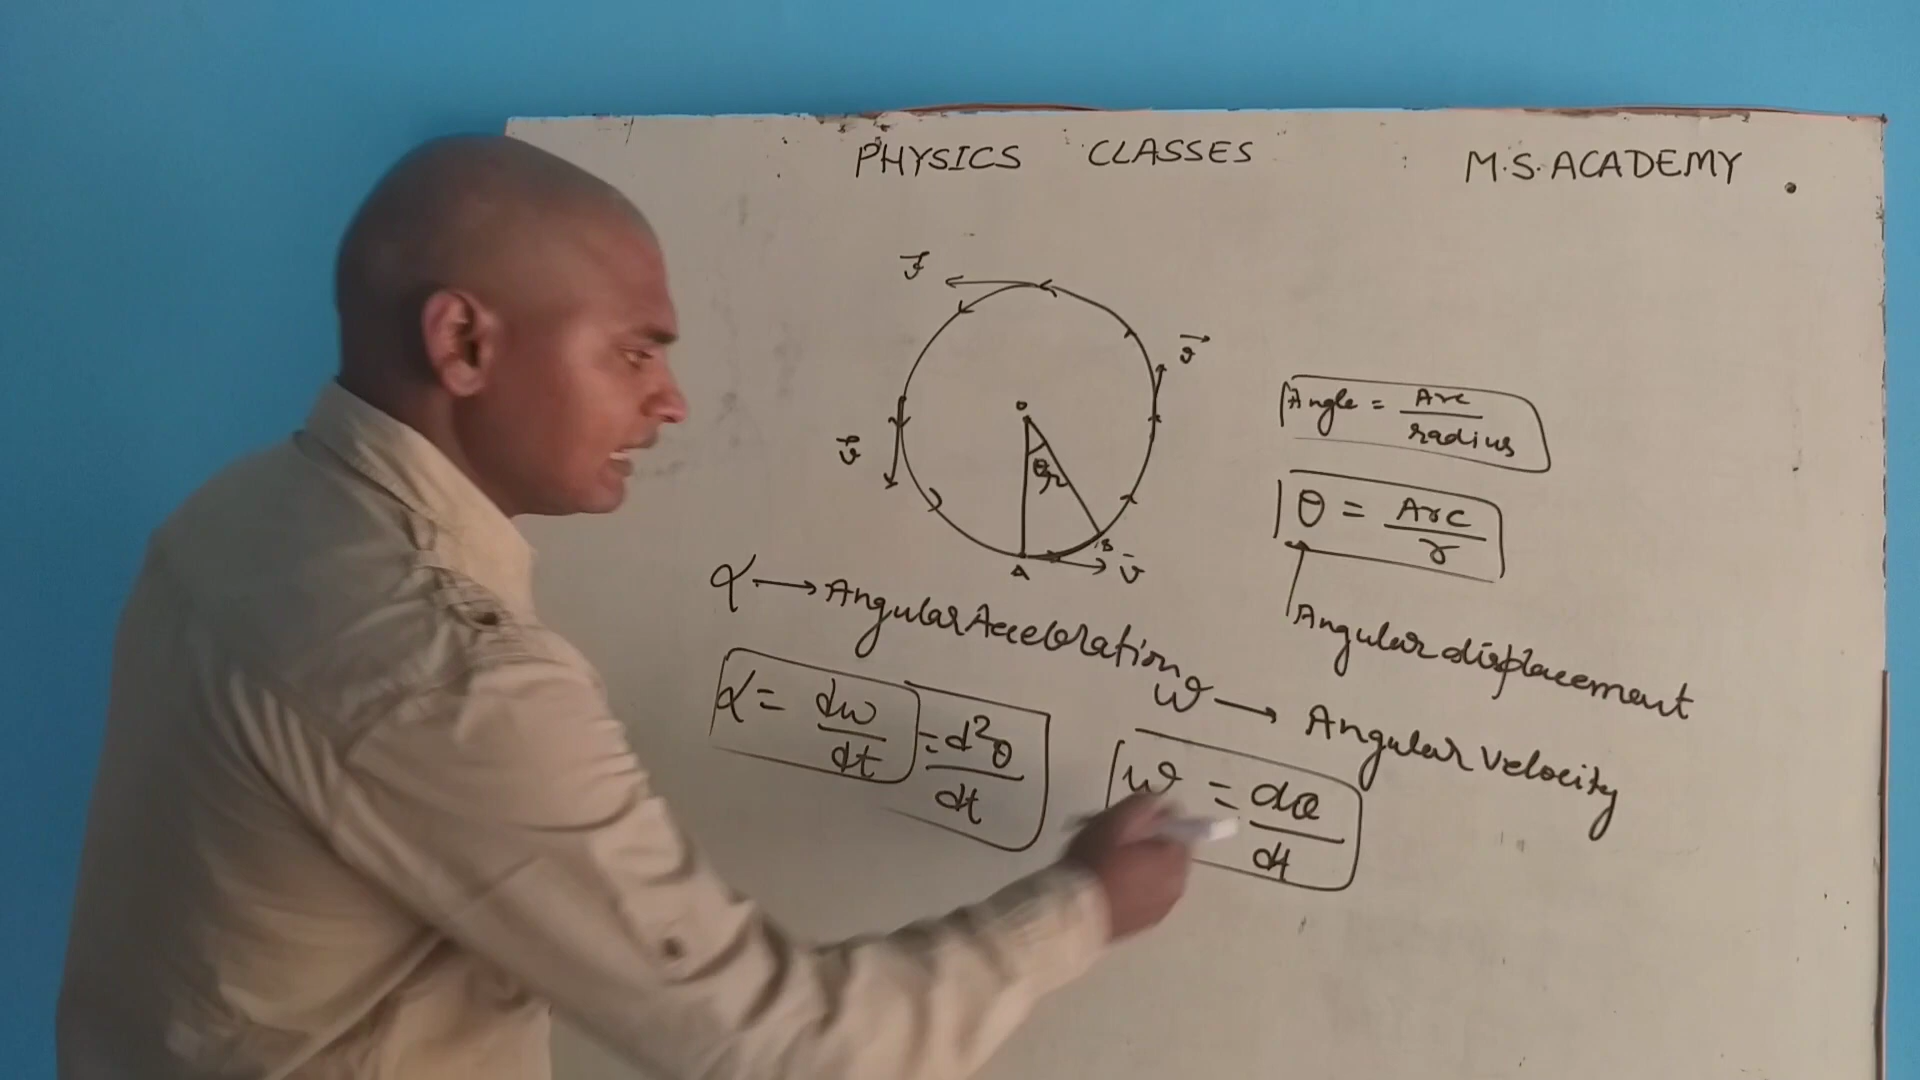 PHYSICS CLASSES M.S. ACADEMY
v
v
v
O
θ r
A
B
v
Angle = Arc / radius
θ = Arc / r
Angular displacement
α → Angular Acceleration
α = dω/dt = d²θ/dt
ω → Angular Velocity
ω = dθ/dt